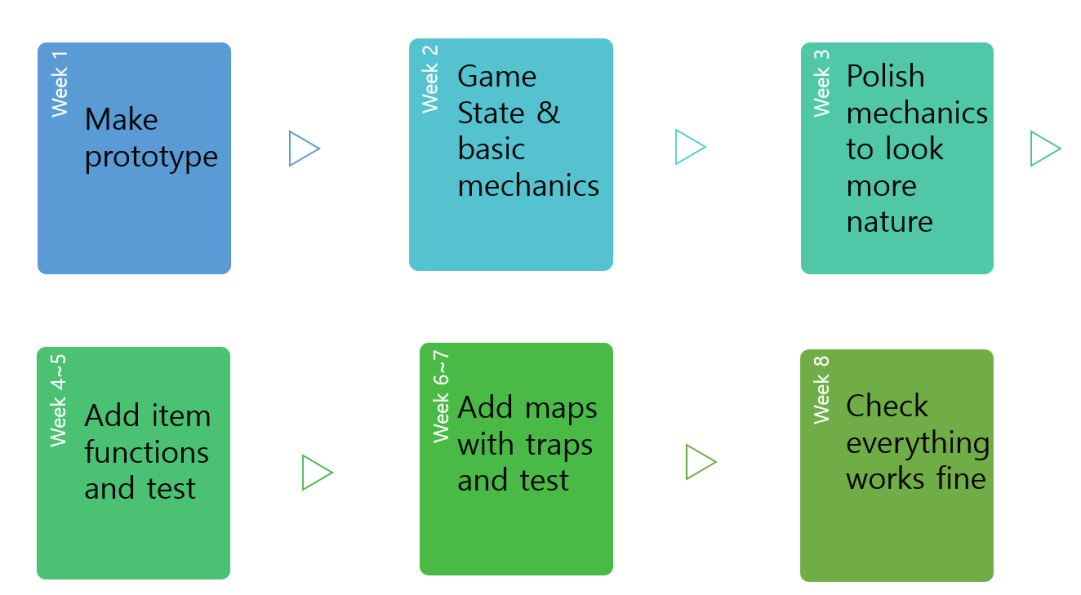 Week 1
Make
prototype
Week 2
Game
State &
basic
mechanics
Week 3
Polish
mechanics
to look
more
nature
Week 4~5
Add item
functions
and test
Week 6~7
Add maps
with traps
and test
Week 8
Check
everything
works fine